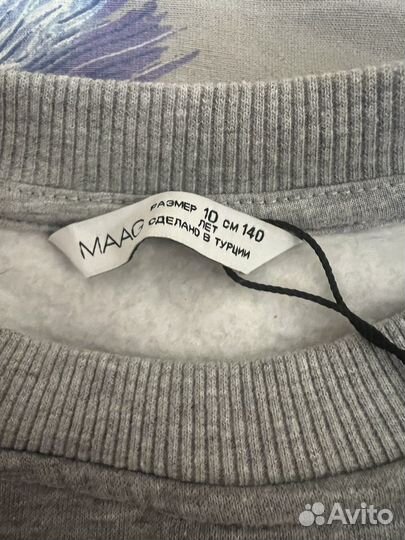 MAAG
РАЗМЕР 10 СМ 140
ЛЕТ
СДЕЛАНО В ТУРЦИИ
Avito